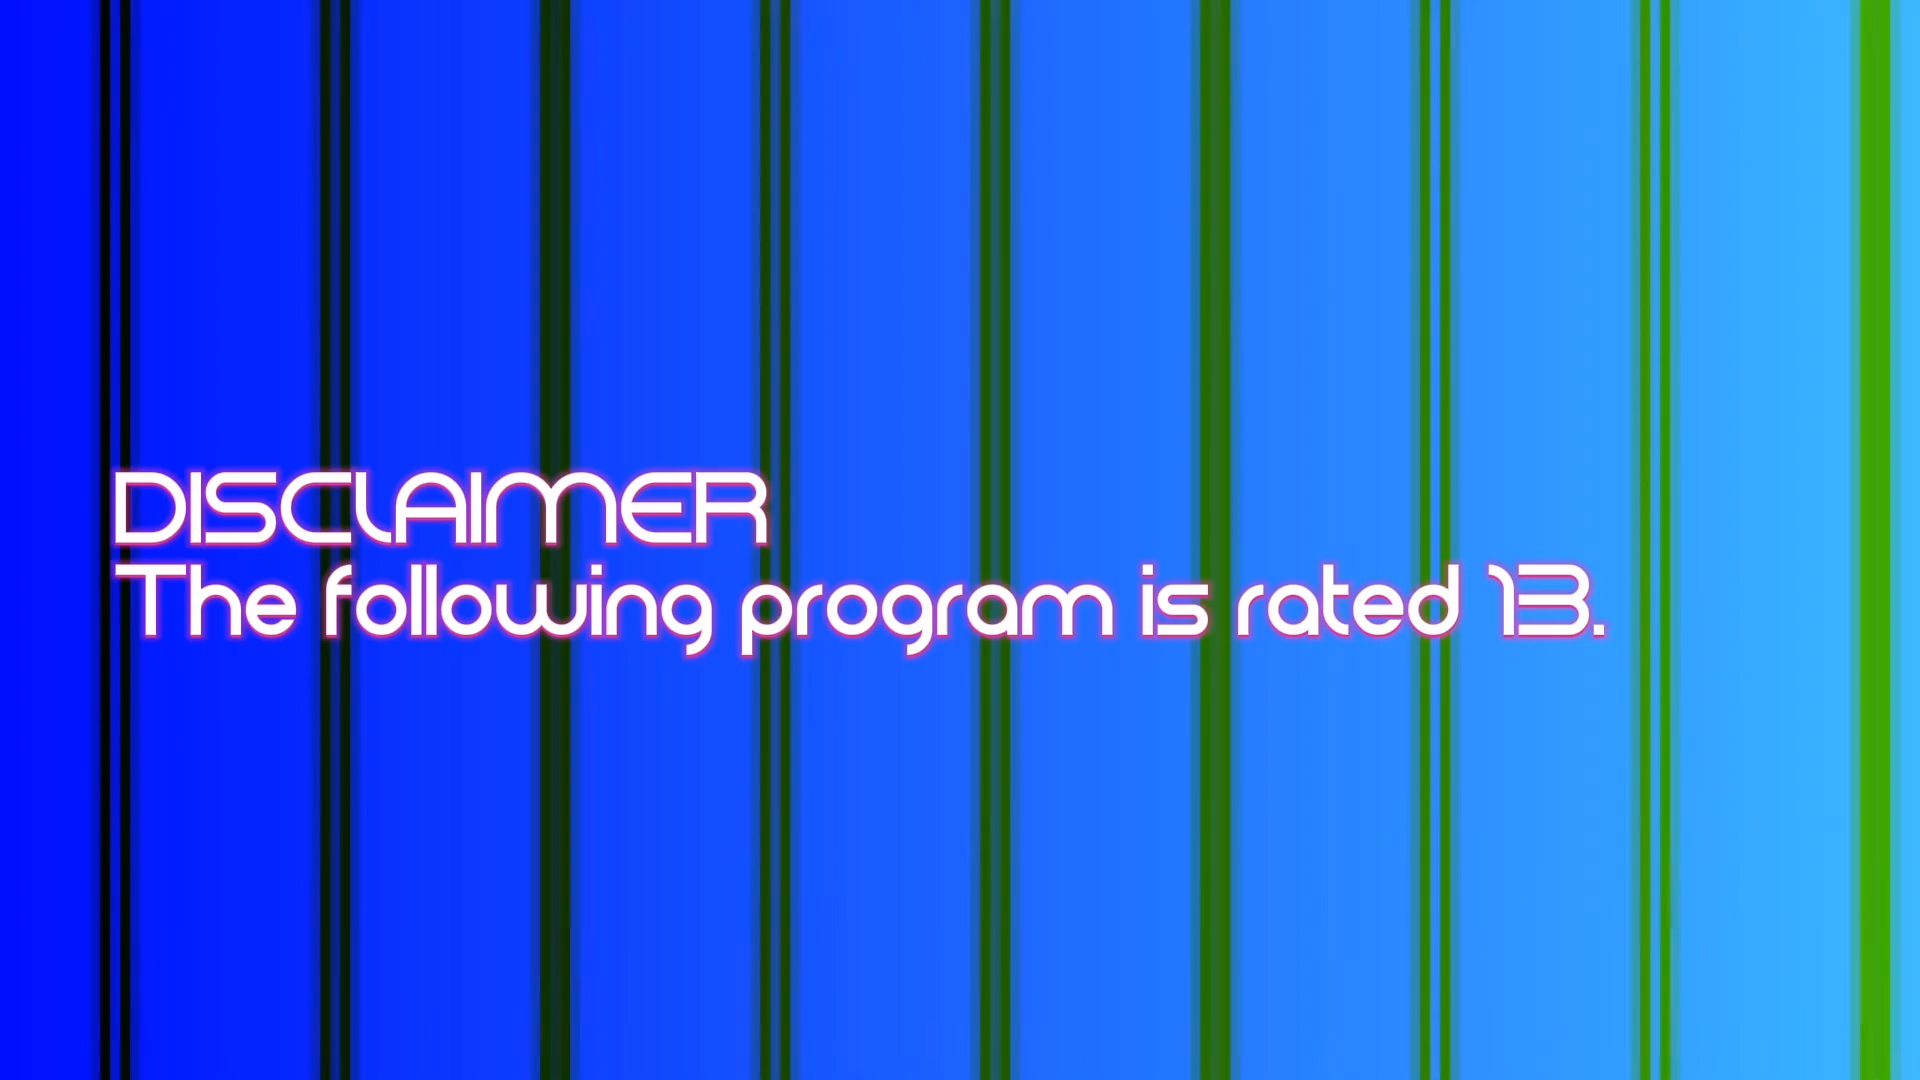 DISCLAIMER
The following program is rated 13.